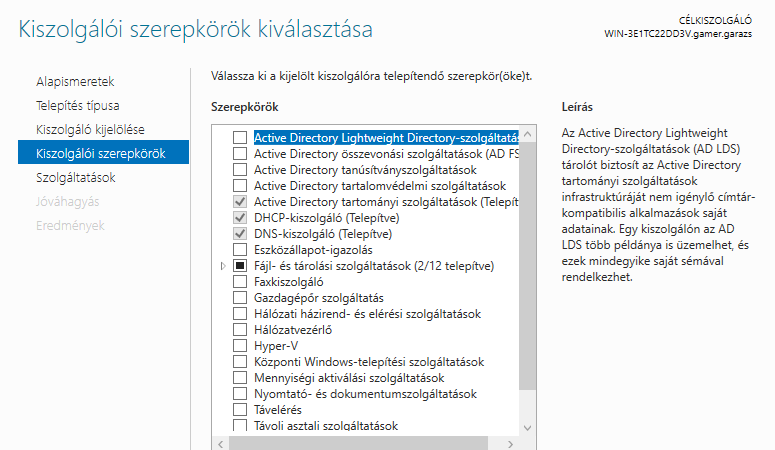 Kiszolgálói szerepkörök kiválasztása
CÉLKISZOLGÁLÓ
WIN-3E1TC22DD3V.gamer.garazs
Alapismeretek
Telepítés típusa
Kiszolgáló kijelölése
Kiszolgálói szerepkörök
Szolgáltatások
Jóváhagyás
Eredmények
Válassza ki a kijelölt kiszolgálóra telepítendő szerepkör(öke)t.
Szerepkörök
Active Directory Lightweight Directory-szolgáltatás
Active Directory összevonási szolgáltatások (AD FS
Active Directory tanúsítványszolgáltatások
Active Directory tartalomvédelmi szolgáltatások
Active Directory tartományi szolgáltatások (Telepít
DHCP-kiszolgáló (Telepítve)
DNS-kiszolgáló (Telepítve)
Eszközállapot-igazolás
Fájl- és tárolási szolgáltatások (2/12 telepítve)
Faxkiszolgáló
Gazdagépőr szolgáltatás
Hálózati házirend- és elérési szolgáltatások
Hálózatvezérlő
Hyper-V
Központi Windows-telepítési szolgáltatások
Mennyiségi aktiválási szolgáltatások
Nyomtató- és dokumentumszolgáltatások
Távelérés
Távoli asztali szolgáltatások
Leírás
Az Active Directory Lightweight
Directory-szolgáltatások (AD LDS)
tárolót biztosít az Active Directory
tartományi szolgáltatások
infrastruktúráját nem igénylő címtár-
kompatibilis alkalmazások saját
adatainak. Egy kiszolgálón az AD
LDS több példánya is üzemelhet, és
ezek mindegyike saját sémával
rendelkezhet.